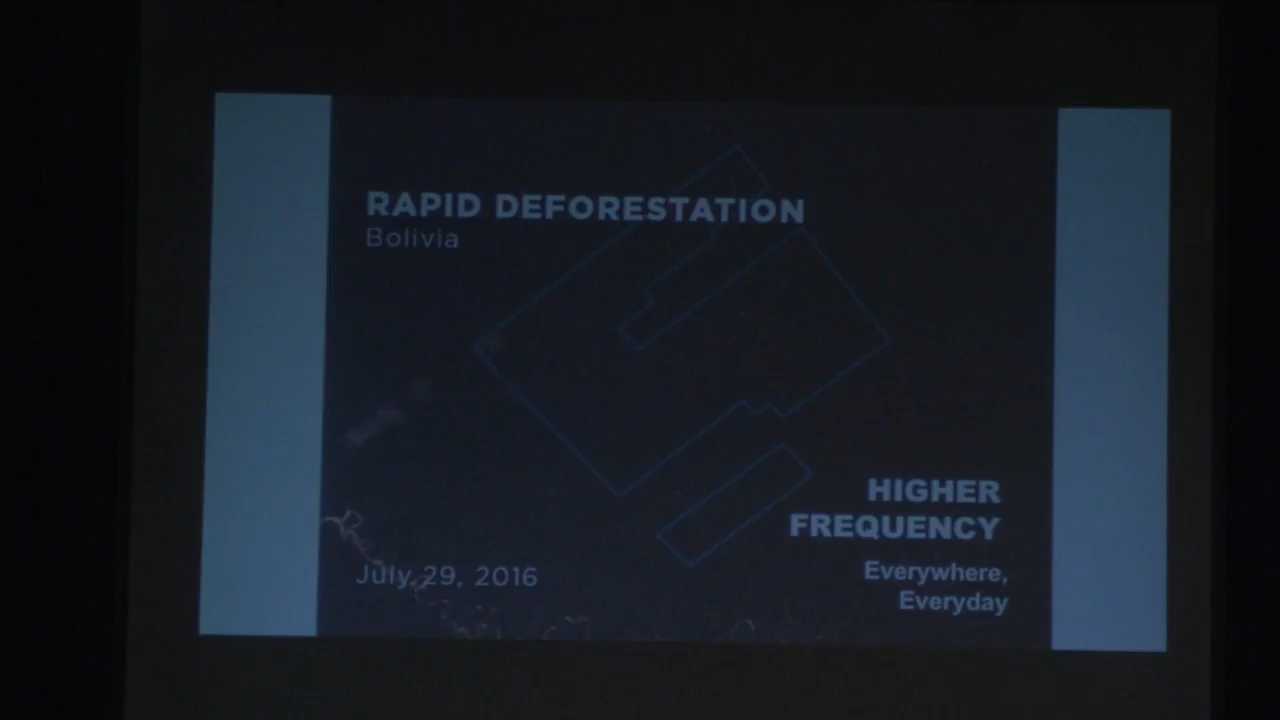 RAPID DEFORESTATION
Bolivia
HIGHER
FREQUENCY
Everywhere,
Everyday
July 29, 2016